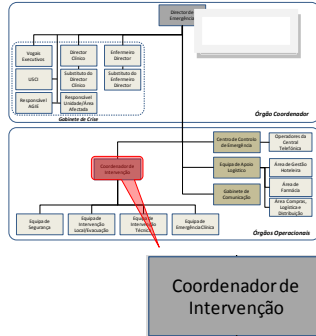 Director de
Emergência
Vogais
Executivos
Director
Clínico
Enfermeiro
Director
USCI
Substituto do
Director
Clínico
Substituto do
Enfermeiro
Director
Responsável
AGIE
Responsável
Unidade/Área
Afectada
Gabinete de Crise
Órgão Coordenador
Centro de Controlo
de Emergência
Operadores da
Central
Telefónica
Coordenador de
Intervenção
Equipa de Apoio
Logístico
Área de Gestão
Hoteleira
Área de
Farmácia
Gabinete de
Comunicação
Área Compras,
Logística e
Distribuição
Equipa de
Segurança
Equipa de
Intervenção
Local/Evacuação
Equipa de
Intervenção
Técnica
Equipa de
Emergência Clínica
Órgãos Operacionais
Coordenador de
Intervenção